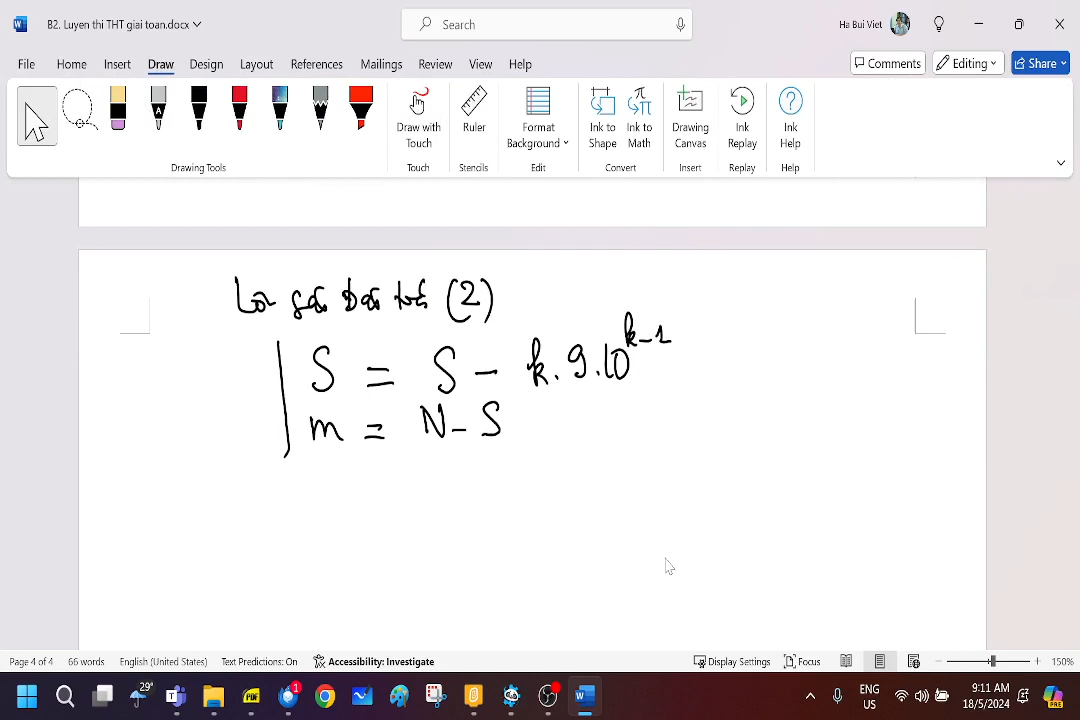 B2. Luyen thi THT giai toan.docx
Search
Ha Bui Viet
File Home Insert Draw Design Layout References Mailings Review View Help
Comments Editing Share
Draw with Touch
Ruler
Format Background
Ink to Shape
Ink to Math
Drawing Canvas
Ink Replay
Ink Help
Drawing Tools Touch Stencils Edit Convert Insert Replay Help
(2)
S = S - k.9.10^{k-1}
m = N - S
Page 4 of 4 66 words English (United States) Text Predictions: On Accessibility: Investigate Display Settings Focus 150%
29°
1
ENG US
9:11 AM
18/5/2024
PRE